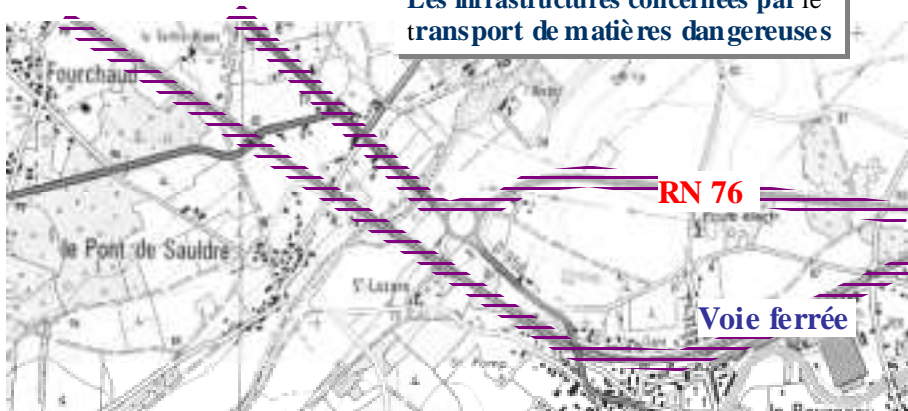 Les infrastructures concernées par le
transport de matières dangereuses
Fourchaud
RN 76
le Pont de Sauldre
St Lazare
Voie ferrée